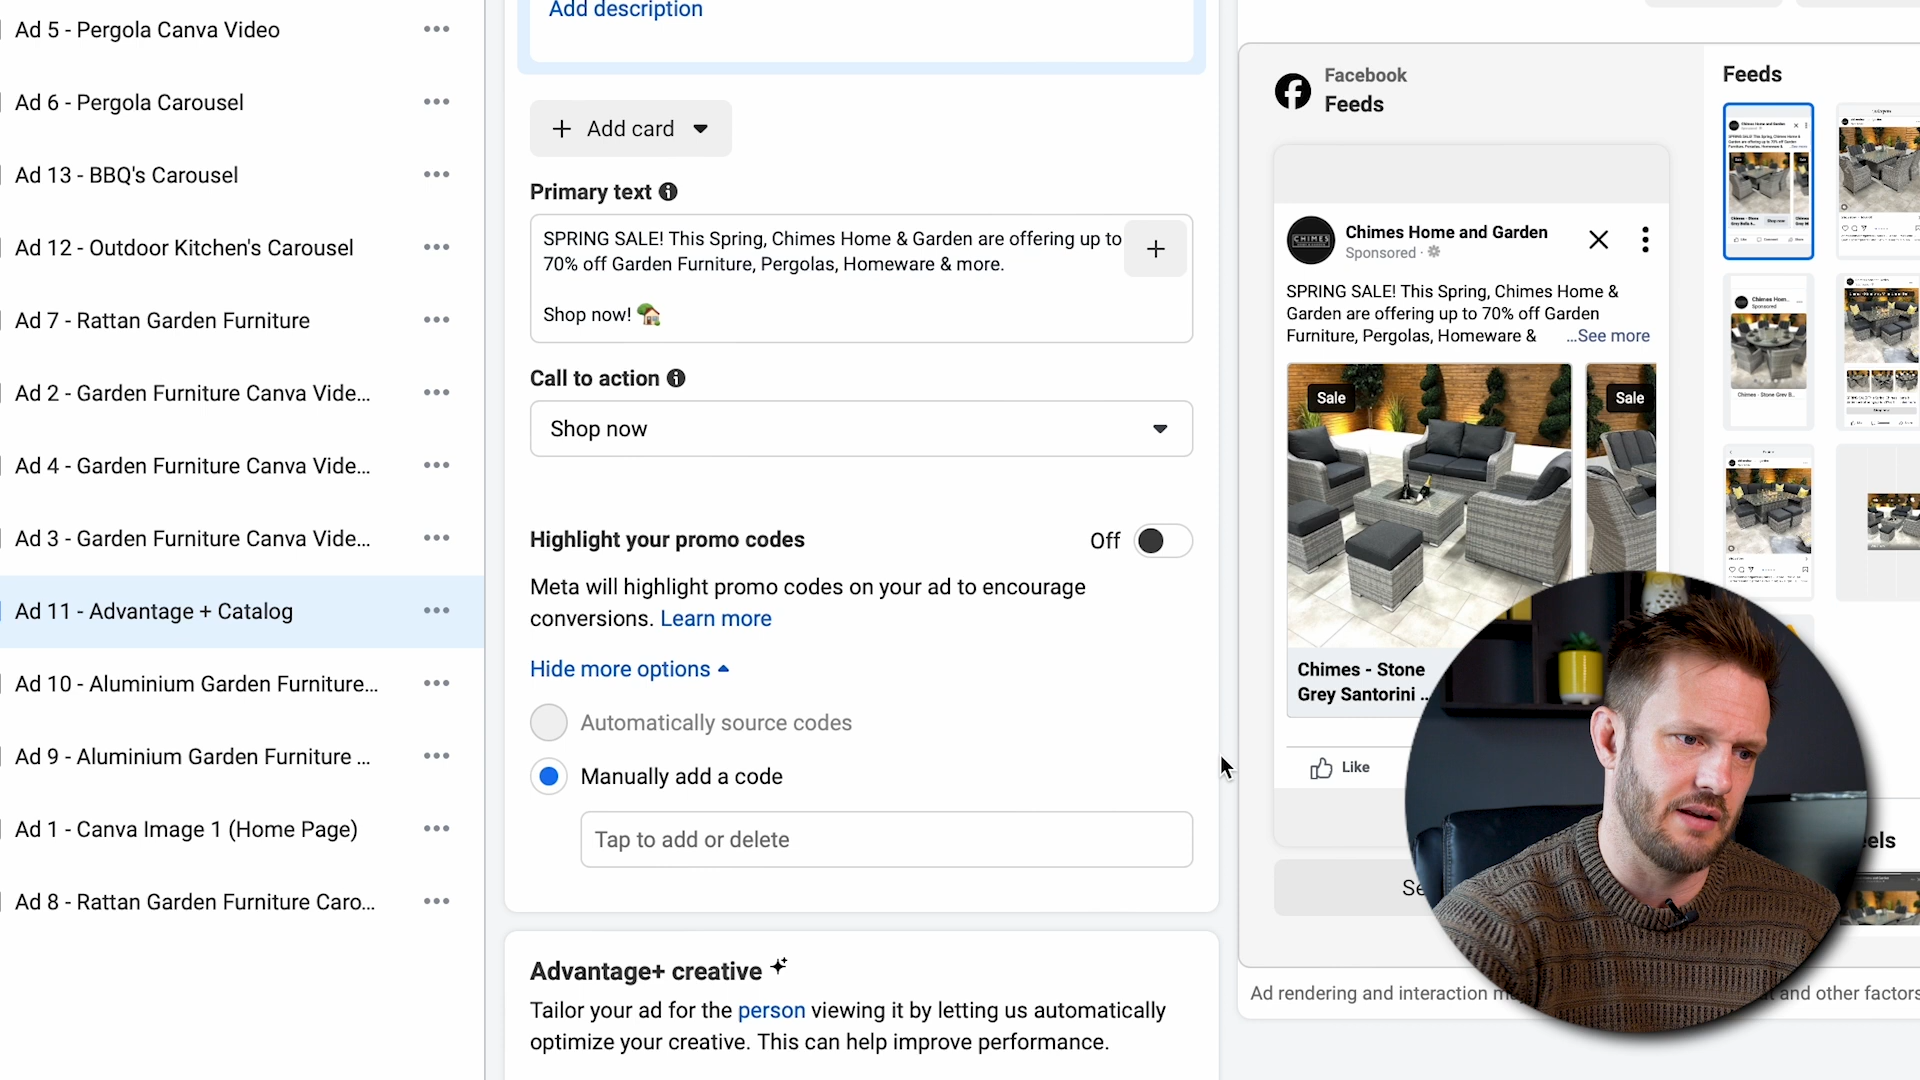 Ad 5 - Pergola Canva Video
Ad 6 - Pergola Carousel
Ad 13 - BBQ's Carousel
Ad 12 - Outdoor Kitchen's Carousel
Ad 7 - Rattan Garden Furniture
Ad 2 - Garden Furniture Canva Vide...
Ad 4 - Garden Furniture Canva Vide...
Ad 3 - Garden Furniture Canva Vide...
Ad 11 - Advantage + Catalog
Ad 10 - Aluminium Garden Furniture...
Ad 9 - Aluminium Garden Furniture ...
Ad 1 - Canva Image 1 (Home Page)
Ad 8 - Rattan Garden Furniture Caro...
Add description
+ Add card
Primary text
SPRING SALE! This Spring, Chimes Home & Garden are offering up to
70% off Garden Furniture, Pergolas, Homeware & more.
Shop now! 🏡
Call to action
Shop now
Highlight your promo codes
Off
Meta will highlight promo codes on your ad to encourage
conversions. Learn more
Hide more options
Automatically source codes
Manually add a code
Tap to add or delete
Advantage+ creative
Tailor your ad for the person viewing it by letting us automatically
optimize your creative. This can help improve performance.
Facebook
Feeds
CHIMES
Chimes Home and Garden
Sponsored ·
SPRING SALE! This Spring, Chimes Home &
Garden are offering up to 70% off Garden
Furniture, Pergolas, Homeware &
...See more
Sale
Sale
Chimes - Stone
Grey Santorini ...
Like
Ad rendering and interaction
and other factors
Feeds